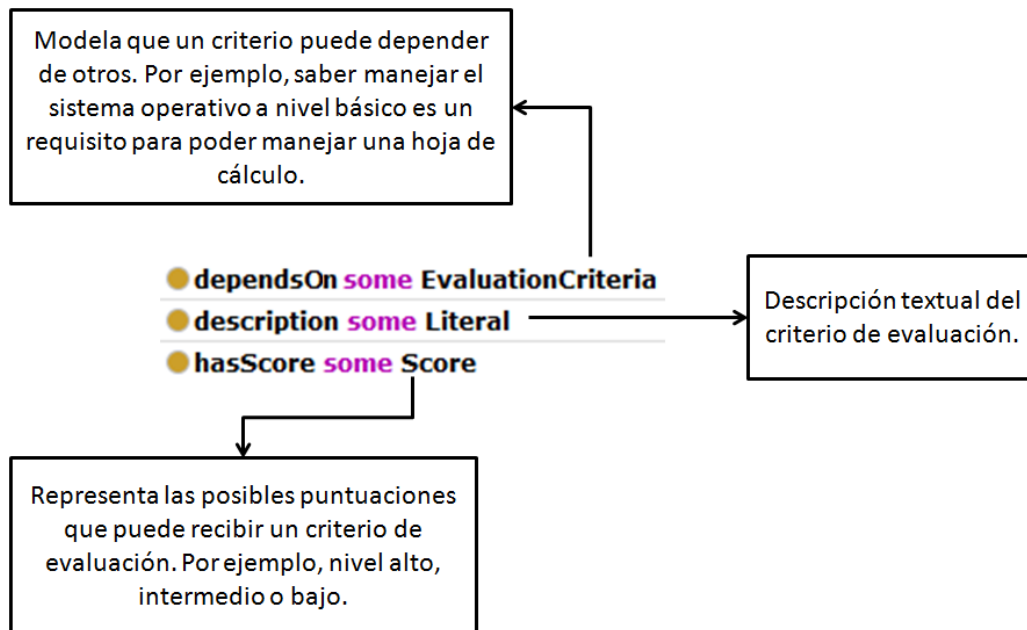 Modela que un criterio puede depender
de otros. Por ejemplo, saber manejar el
sistema operativo a nivel básico es un
requisito para poder manejar una hoja de
cálculo.
dependsOn some EvaluationCriteria
description some Literal
hasScore some Score
Descripción textual del
criterio de evaluación.
Representa las posibles puntuaciones
que puede recibir un criterio de
evaluación. Por ejemplo, nivel alto,
intermedio o bajo.